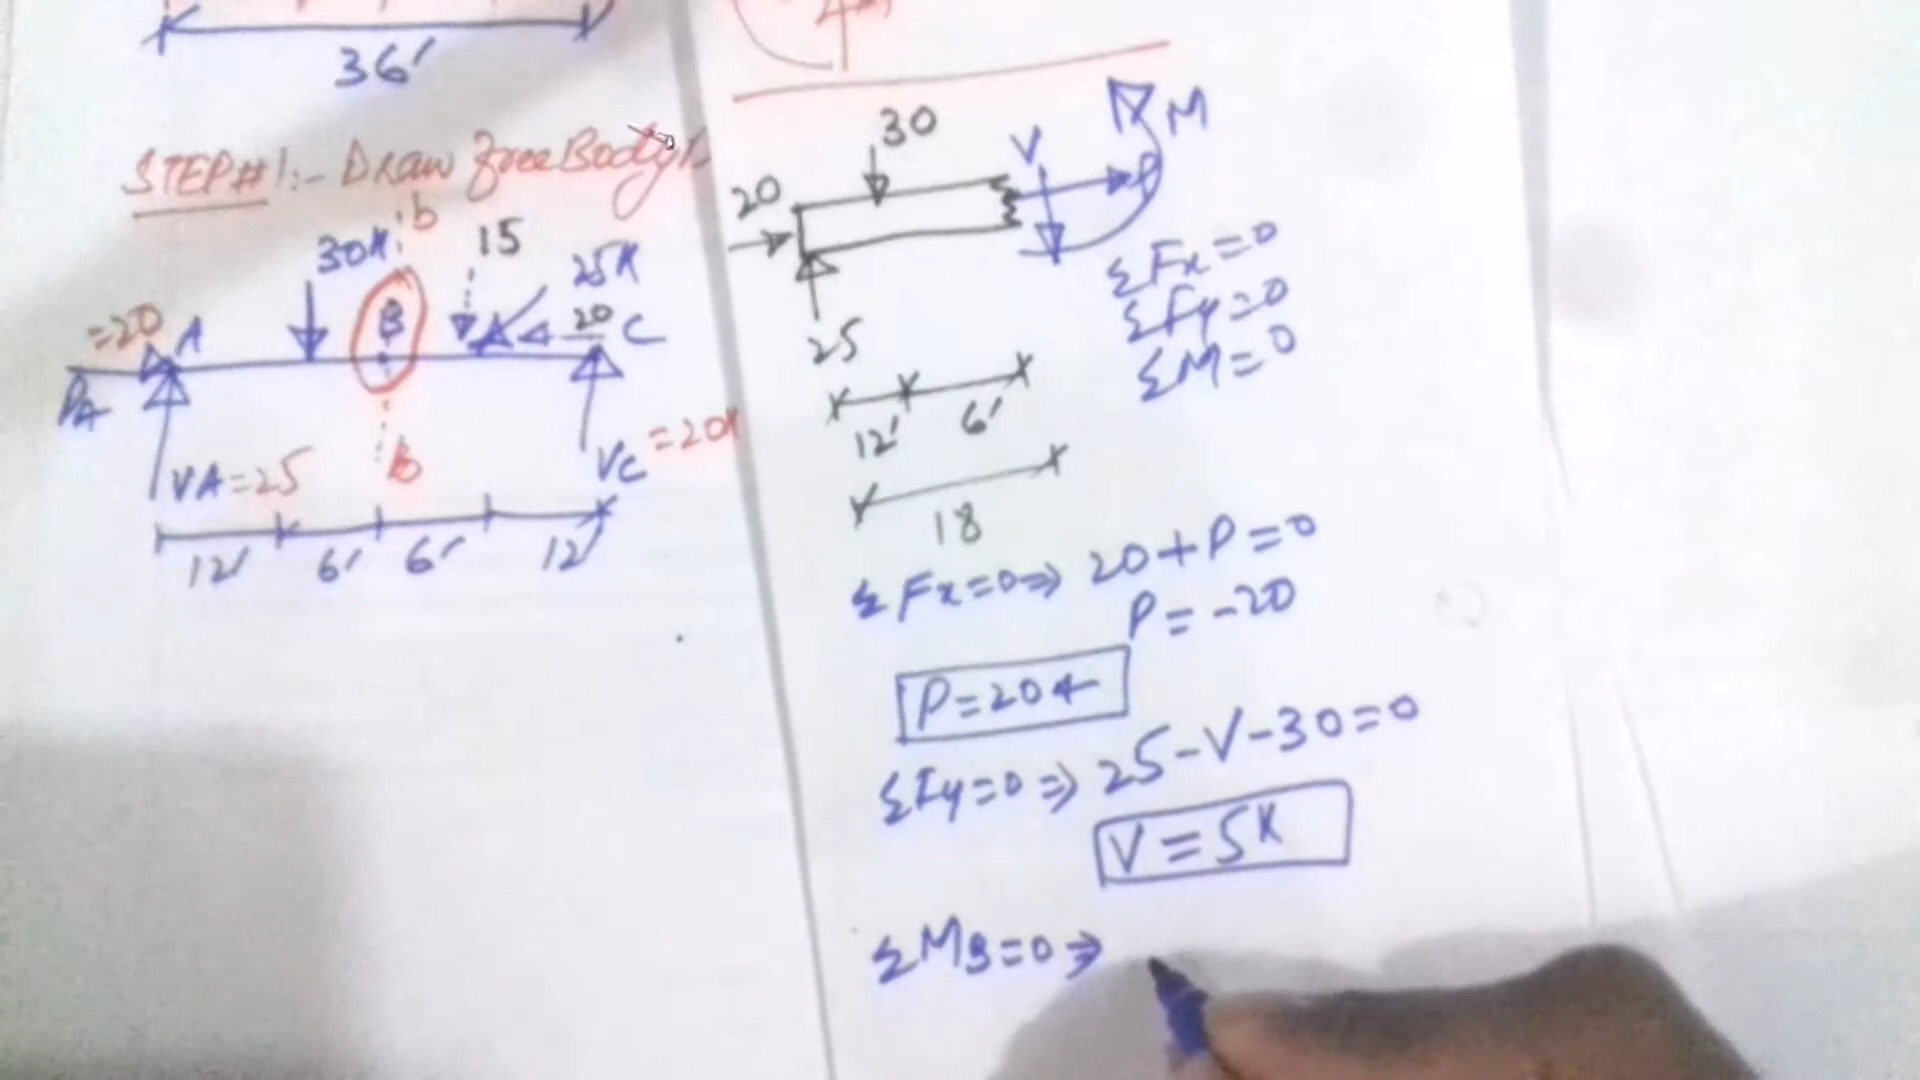 36'
STEP#1:- Draw free Body
b
30K
15
25K
=20
A
B
20
C
PA
VA=25
b
VC=20K
12'
6'
6'
12'
30
V
M
20
P
25
ΣFx=0
ΣFy=0
ΣM=0
12'
6'
18
ΣFx=0⇒ 20+P=0
P=-20
P=20←
ΣFy=0⇒ 25-V-30=0
V=5K
ΣMB=0⇒